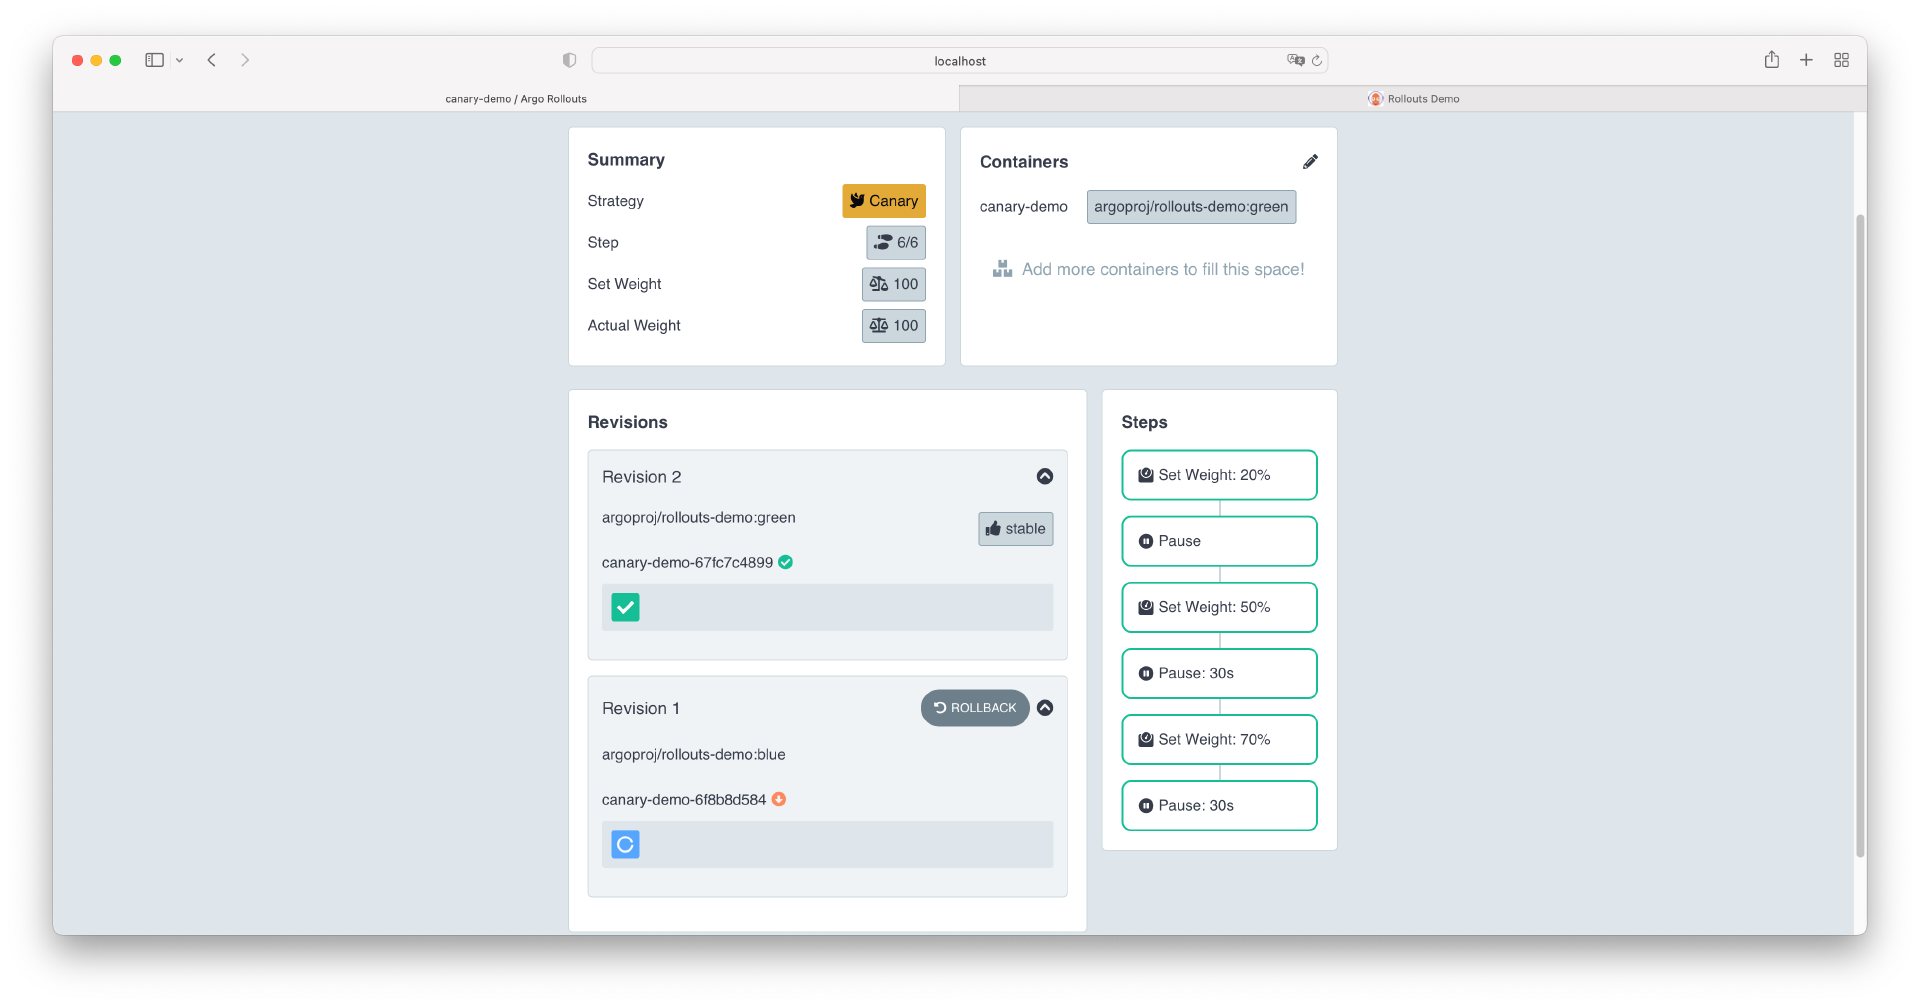 localhost
canary-demo / Argo Rollouts
Rollouts Demo
Summary
Strategy
Canary
Step
6/6
Set Weight
100
Actual Weight
100
Containers
canary-demo
argoproj/rollouts-demo:green
Add more containers to fill this space!
Revisions
Revision 2
argoproj/rollouts-demo:green
stable
canary-demo-67fc7c4899
Revision 1
ROLLBACK
argoproj/rollouts-demo:blue
canary-demo-6f8b8d584
Steps
Set Weight: 20%
Pause
Set Weight: 50%
Pause: 30s
Set Weight: 70%
Pause: 30s